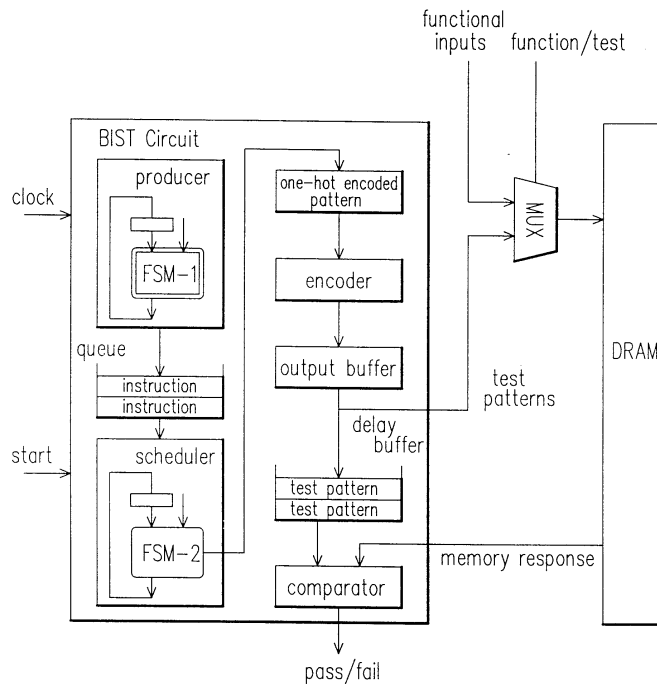 functional
inputs
function/test
BIST Circuit
producer
clock
FSM-1
queue
instruction
instruction
start
scheduler
FSM-2
one-hot encoded
pattern
encoder
output buffer
delay
buffer
test pattern
test pattern
comparator
pass/fail
MUX
test
patterns
memory response
DRAM